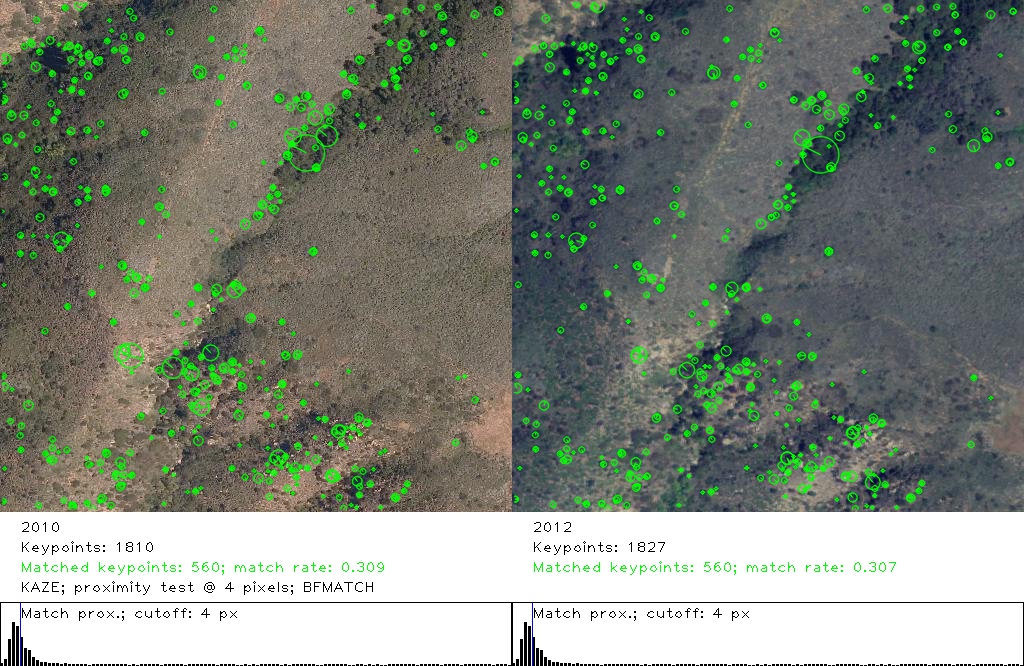 2010
Keypoints: 1810
Matched keypoints: 560; match rate: 0.309
KAZE; proximity test @ 4 pixels; BFMATCH
Match prox.; cutoff: 4 px
2012
Keypoints: 1827
Matched keypoints: 560; match rate: 0.307
Match prox.; cutoff: 4 px